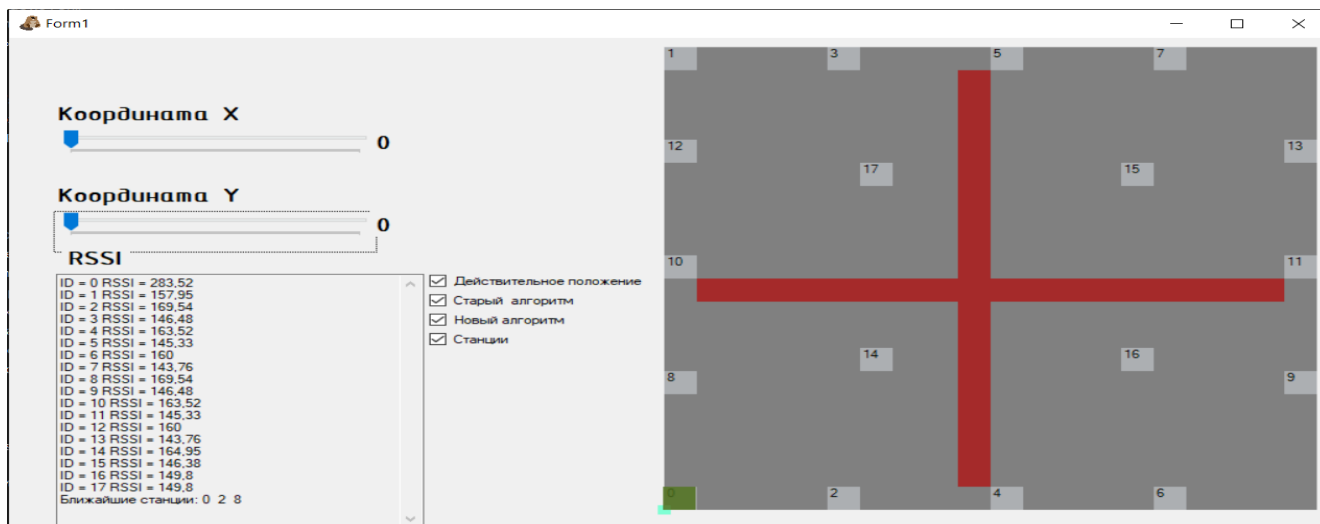 Form1
Координата X
0
Координата Y
0
RSSI
ID = 0 RSSI = 283,52
ID = 1 RSSI = 157,95
ID = 2 RSSI = 169,54
ID = 3 RSSI = 146,48
ID = 4 RSSI = 163,52
ID = 5 RSSI = 145,33
ID = 6 RSSI = 160
ID = 7 RSSI = 143,76
ID = 8 RSSI = 169,54
ID = 9 RSSI = 146,48
ID = 10 RSSI = 163,52
ID = 11 RSSI = 145,33
ID = 12 RSSI = 160
ID = 13 RSSI = 143,76
ID = 14 RSSI = 164,95
ID = 15 RSSI = 146,38
ID = 16 RSSI = 149,8
ID = 17 RSSI = 149,8
Ближайшие станции: 0 2 8
Действительное положение
Старый алгоритм
Новый алгоритм
Станции
1 3 5 7
12 13
17 15
10 11
14 16
8 9
0 2 4 6